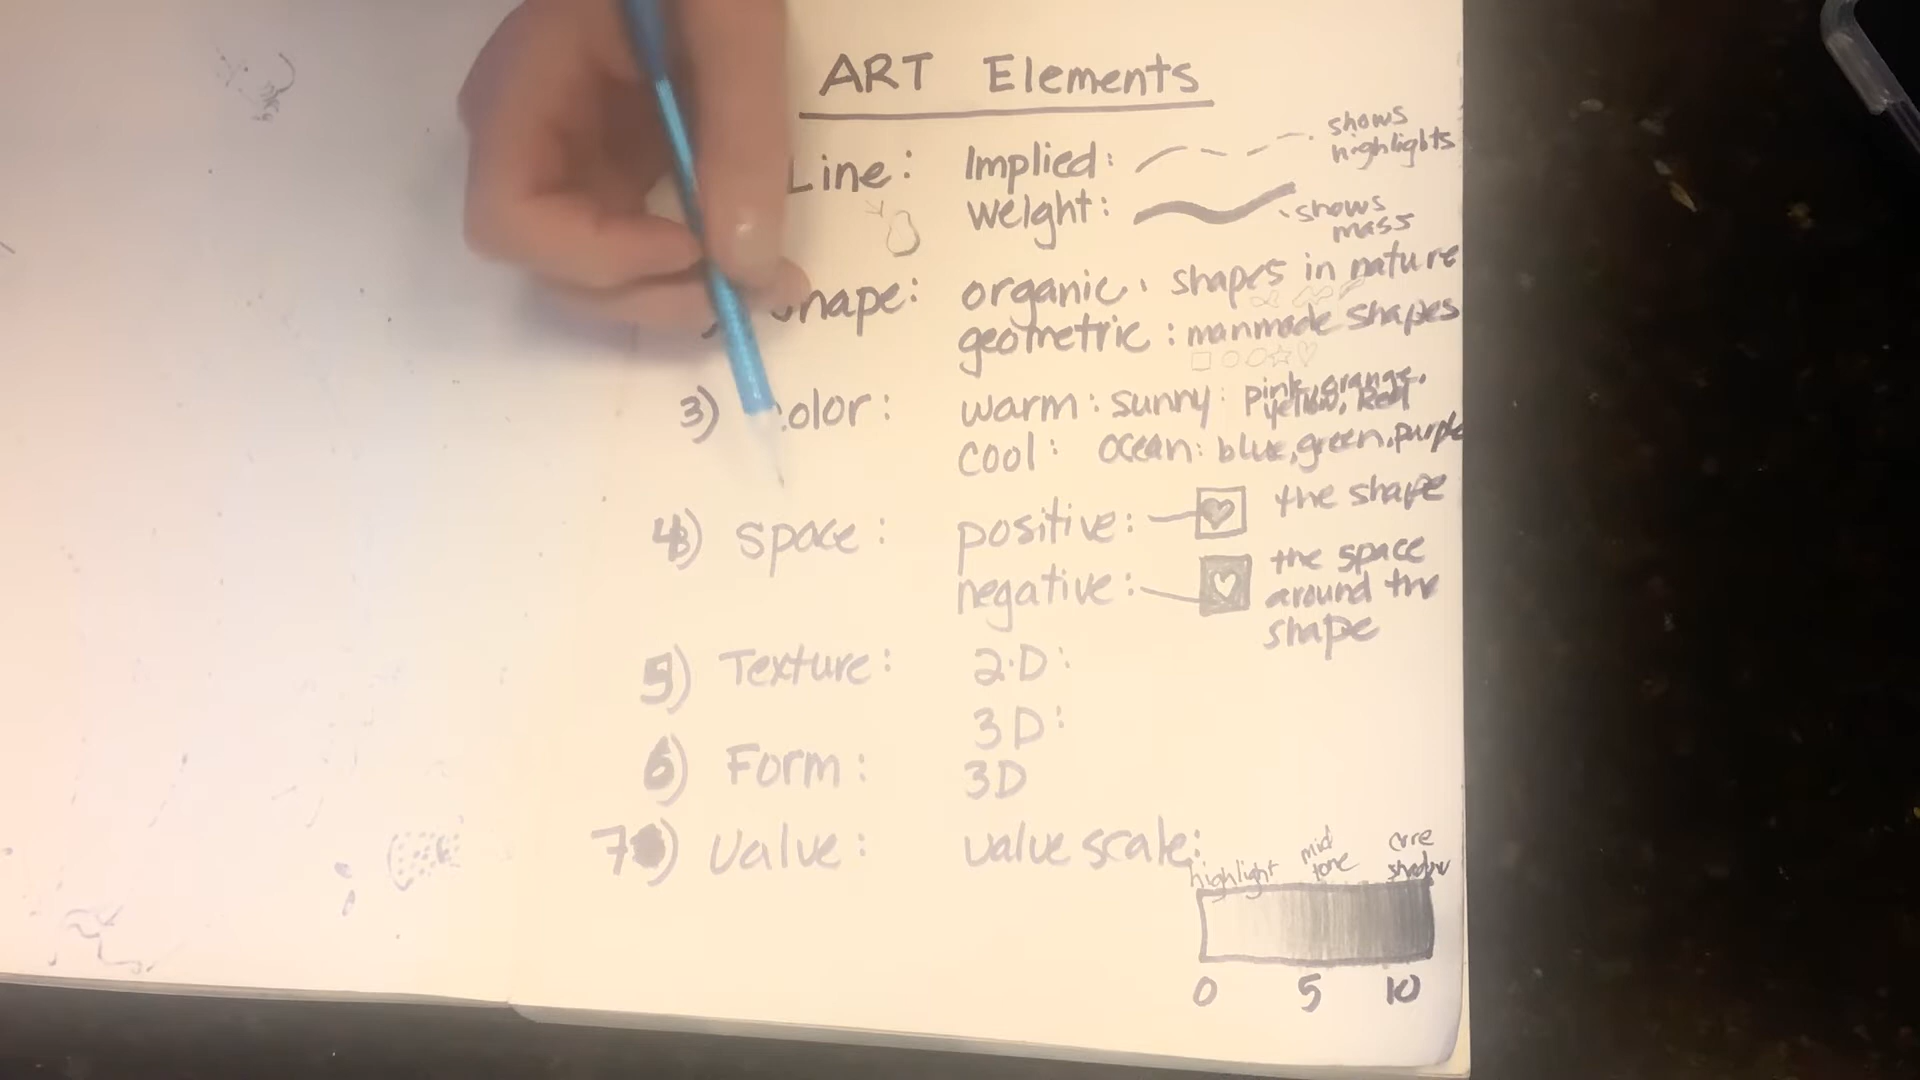 ART Elements
Line: Implied: shows highlights
Weight: shows mass
hape: organic: shapes in nature
geometric: manmade shapes
3) olor: warm: sunny: pink, orange, yellow, Red
cool: ocean: blue, green, purple
4) space: positive: the shape
negative: the space around the shape
5) Texture: 2-D:
3D:
6) Form: 3D
7) Value: value scale:
highlight mid tone core shadow
0 5 10